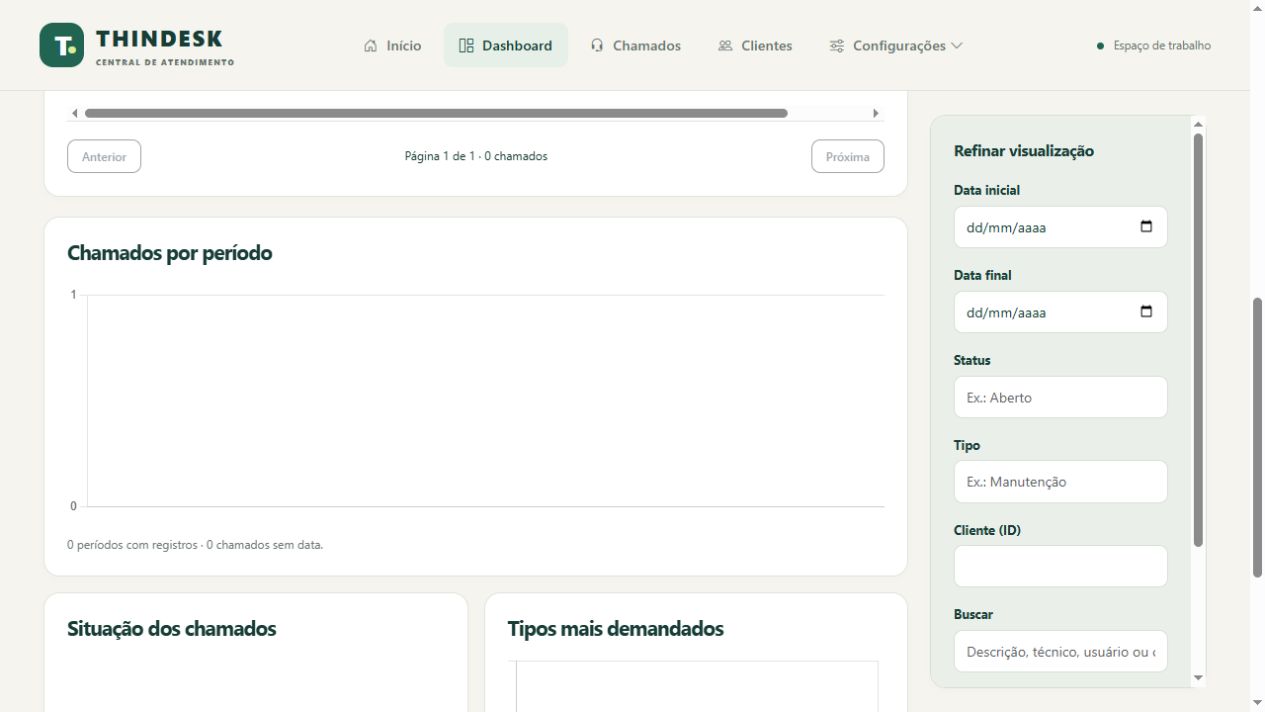 T.
THINDESK
CENTRAL DE ATENDIMENTO
Início
Dashboard
Chamados
Clientes
Configurações
Espaço de trabalho
Anterior
Página 1 de 1 · 0 chamados
Próxima
Chamados por período
1
0
0 períodos com registros · 0 chamados sem data.
Situação dos chamados
Tipos mais demandados
Refinar visualização
Data inicial
dd/mm/aaaa
Data final
dd/mm/aaaa
Status
Ex.: Aberto
Tipo
Ex.: Manutenção
Cliente (ID)
Buscar
Descrição, técnico, usuário ou